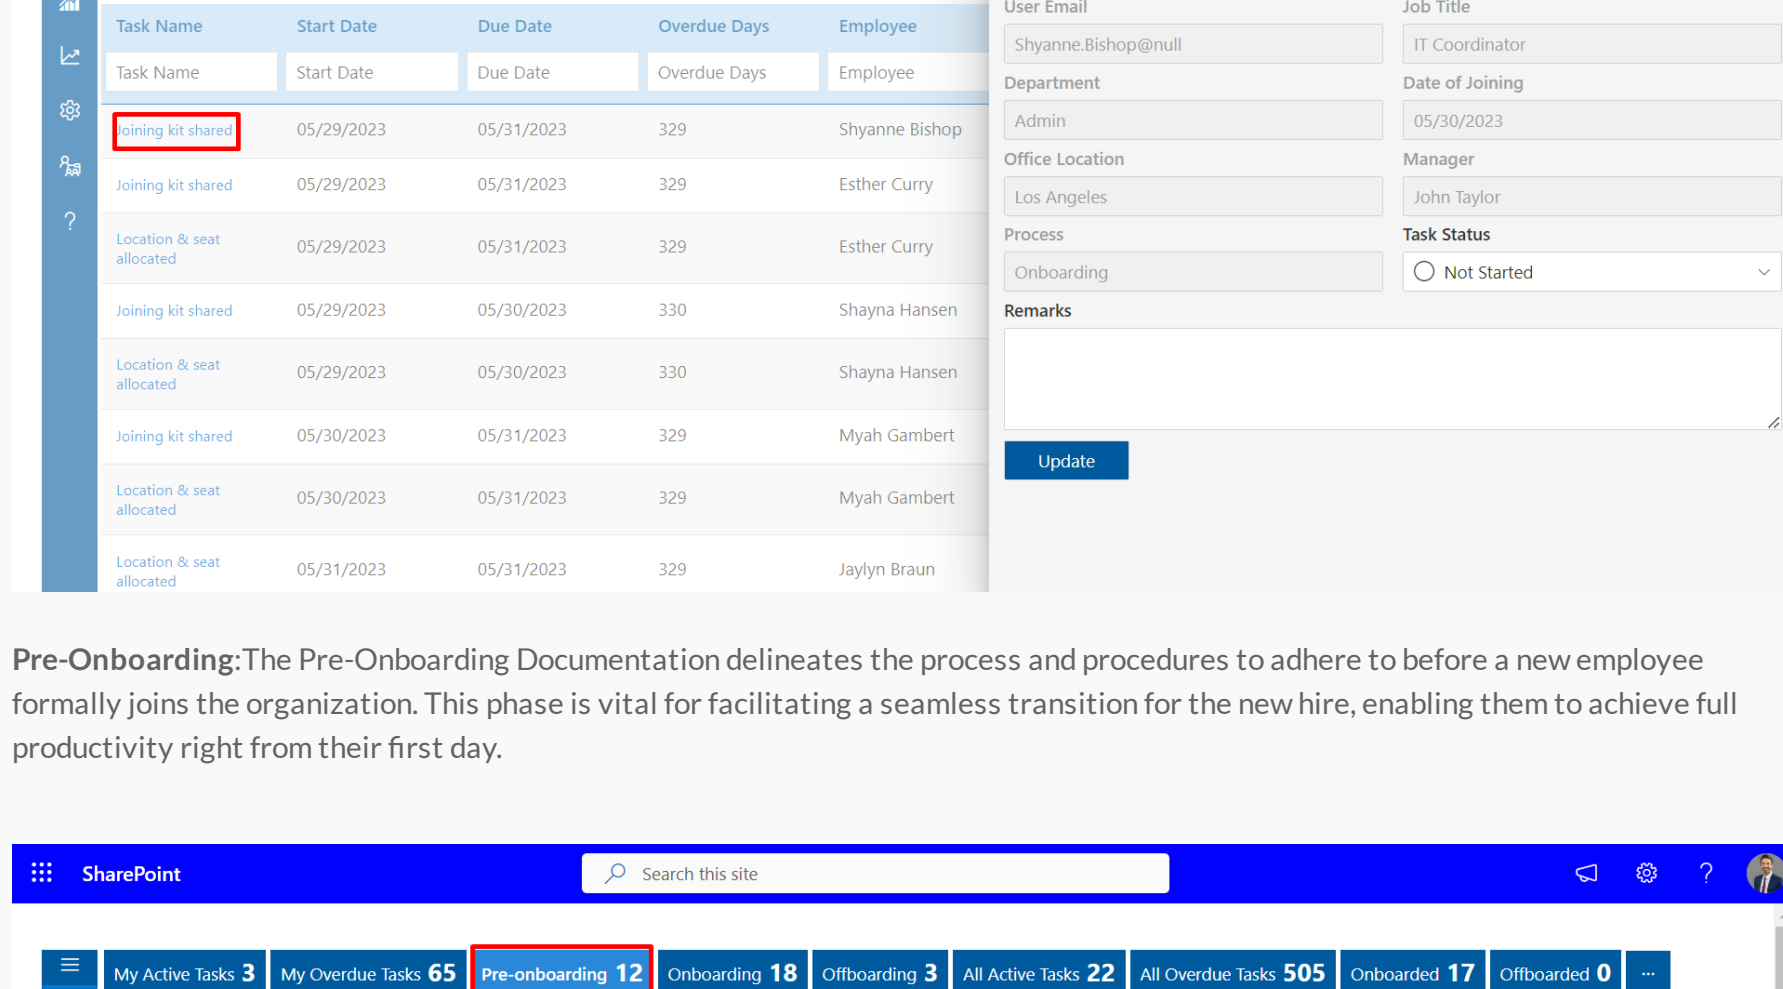 Task Name Start Date Due Date Overdue Days Employee
Task Name Start Date Due Date Overdue Days Employee
Joining kit shared 05/29/2023 05/31/2023 329 Shyanne Bishop
Joining kit shared 05/29/2023 05/31/2023 329 Esther Curry
Location & seat
allocated 05/29/2023 05/31/2023 329 Esther Curry
Joining kit shared 05/29/2023 05/30/2023 330 Shayna Hansen
Location & seat
allocated 05/29/2023 05/30/2023 330 Shayna Hansen
Joining kit shared 05/30/2023 05/31/2023 329 Myah Gambert
Location & seat
allocated 05/30/2023 05/31/2023 329 Myah Gambert
Location & seat
allocated 05/31/2023 05/31/2023 329 Jaylyn Braun
User Email Job Title
Shyanne.Bishop@null IT Coordinator
Department Date of Joining
Admin 05/30/2023
Office Location Manager
Los Angeles John Taylor
Process Task Status
Onboarding Not Started
Remarks
Update
Pre-Onboarding:The Pre-Onboarding Documentation delineates the process and procedures to adhere to before a new employee
formally joins the organization. This phase is vital for facilitating a seamless transition for the new hire, enabling them to achieve full
productivity right from their first day.
SharePoint Search this site ?
My Active Tasks 3 My Overdue Tasks 65 Pre-onboarding 12 Onboarding 18 Offboarding 3 All Active Tasks 22 All Overdue Tasks 505 Onboarded 17 Offboarded 0 ...